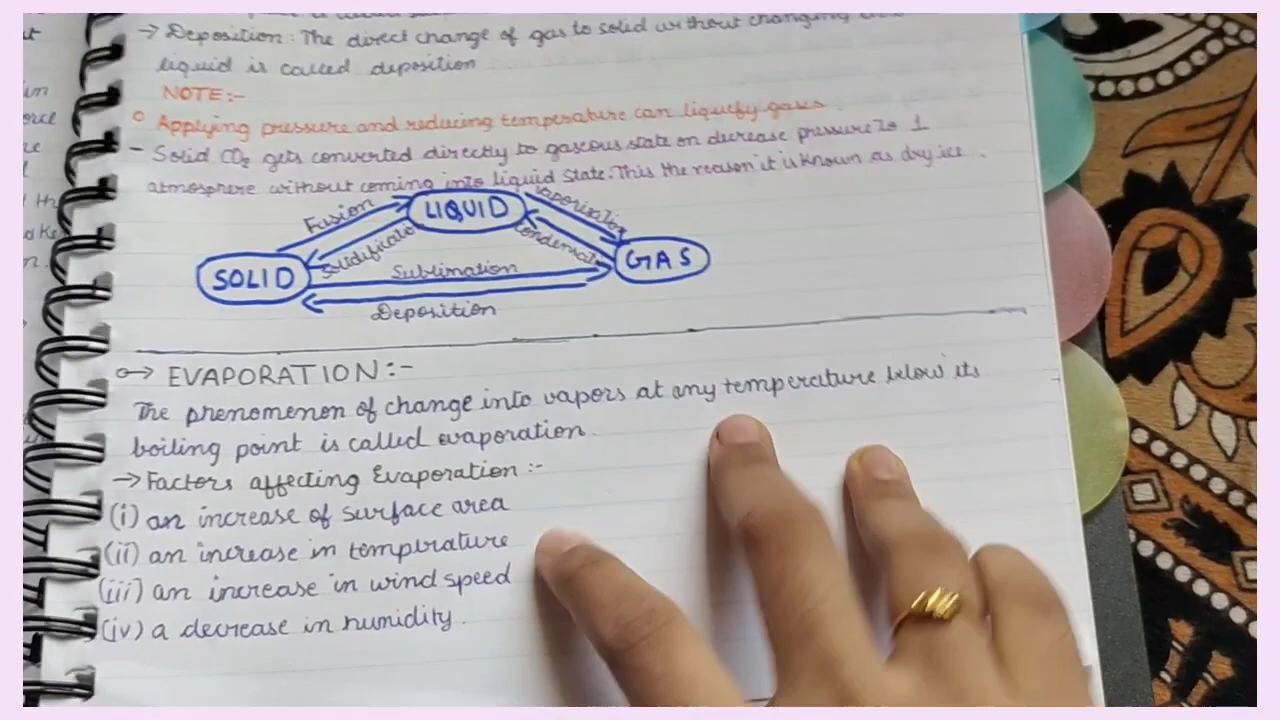 → Deposition: The direct change of gas to solid without changing
liquid is called deposition
NOTE:-
Applying pressure and reducing temperature can liquefy gases.
- Solid CO2 gets converted directly to gaseous state on decrease pressure to 1
atmosphere without coming into liquid state. This the reason it is known as dry ice.
Fusion
LIQUID
Vaporisation
Solidificatio
Condensati
SOLID
Sublimation
GAS
Deposition
EVAPORATION:-
The phenomenon of change into vapors at any temperature below its
boiling point is called evaporation.
→ Factors affecting Evaporation :-
(i) an increase of surface area
(ii) an increase in temperature
(iii) an increase in wind speed
(iv) a decrease in humidity.